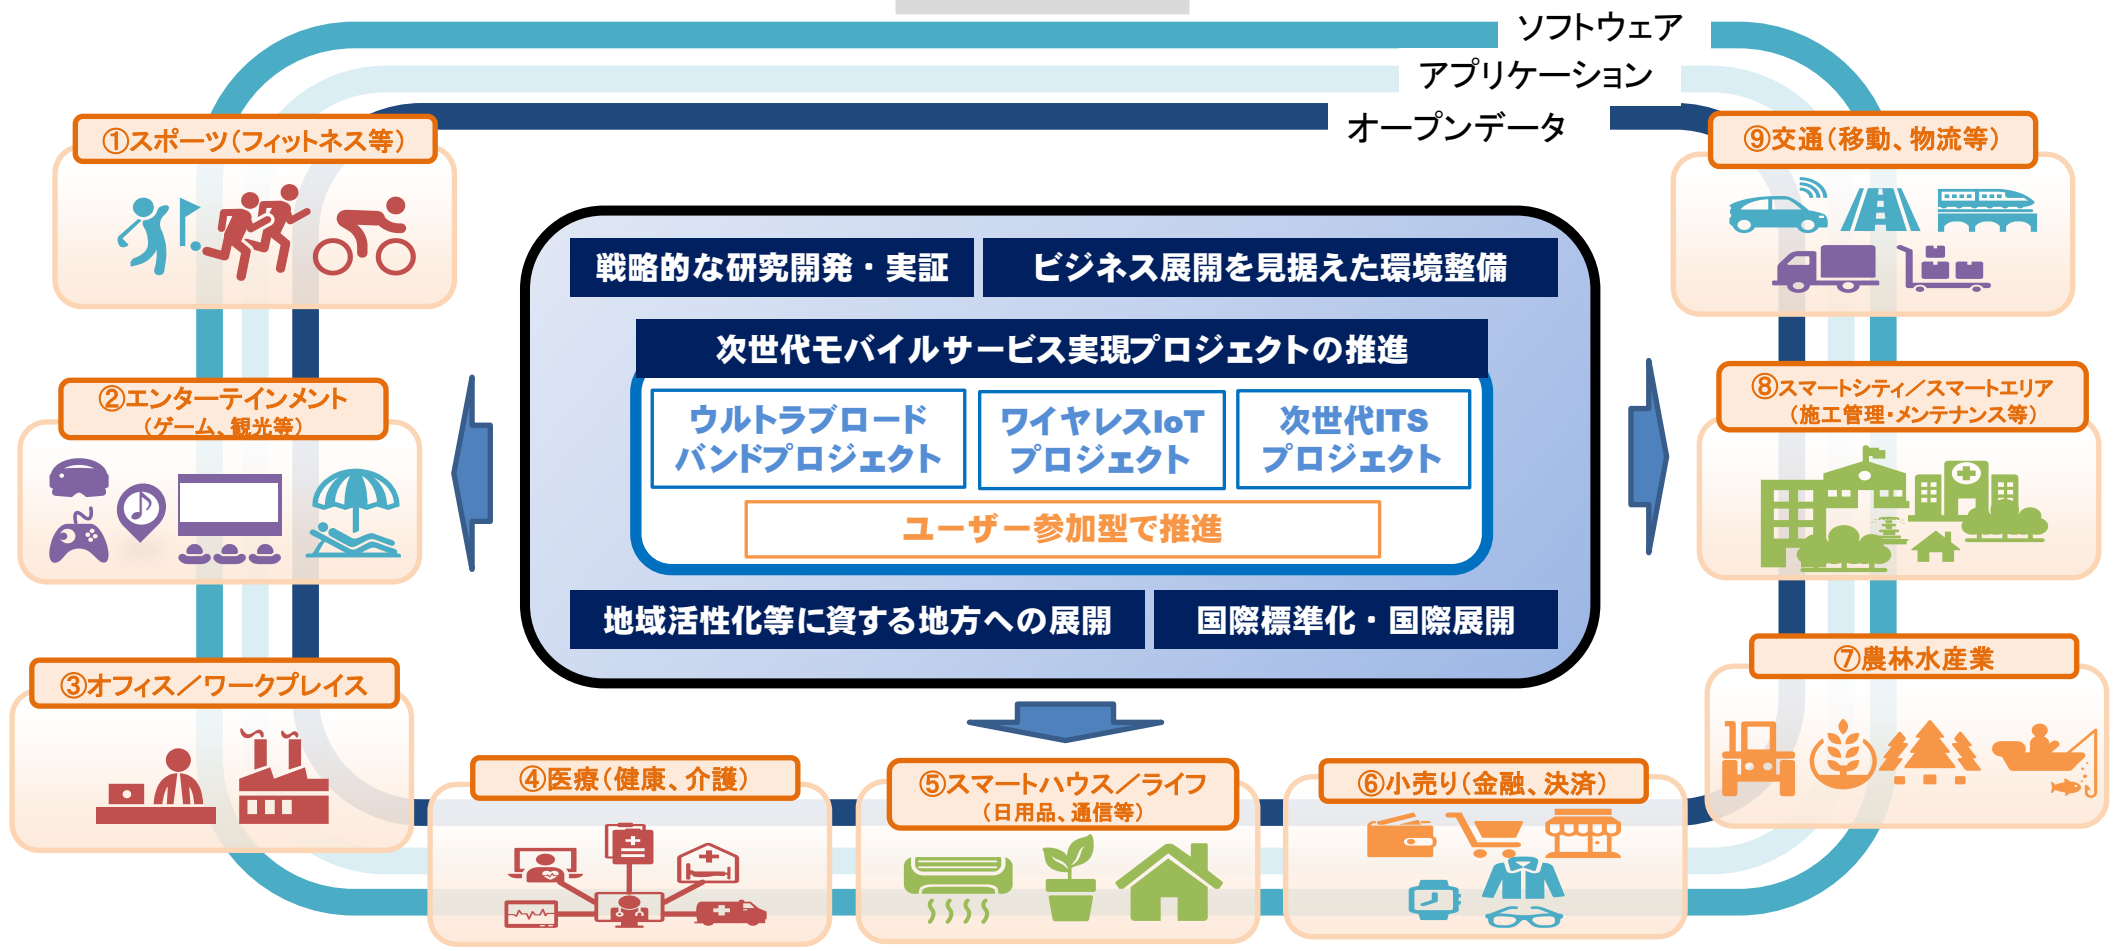 ソフトウェア
アプリケーション
オープンデータ
①スポーツ(フィットネス等)
⑨交通(移動、物流等)
戦略的な研究開発・実証
ビジネス展開を見据えた環境整備
次世代モバイルサービス実現プロジェクトの推進
ウルトラブロード
バンドプロジェクト
ワイヤレスIoT
プロジェクト
次世代ITS
プロジェクト
ユーザー参加型で推進
地域活性化等に資する地方への展開
国際標準化・国際展開
②エンターテインメント
(ゲーム、観光等)
⑧スマートシティ/スマートエリア
(施工管理・メンテナンス等)
③オフィス/ワークプレイス
⑦農林水産業
④医療(健康、介護)
⑤スマートハウス/ライフ
(日用品、通信等)
⑥小売り(金融、決済)